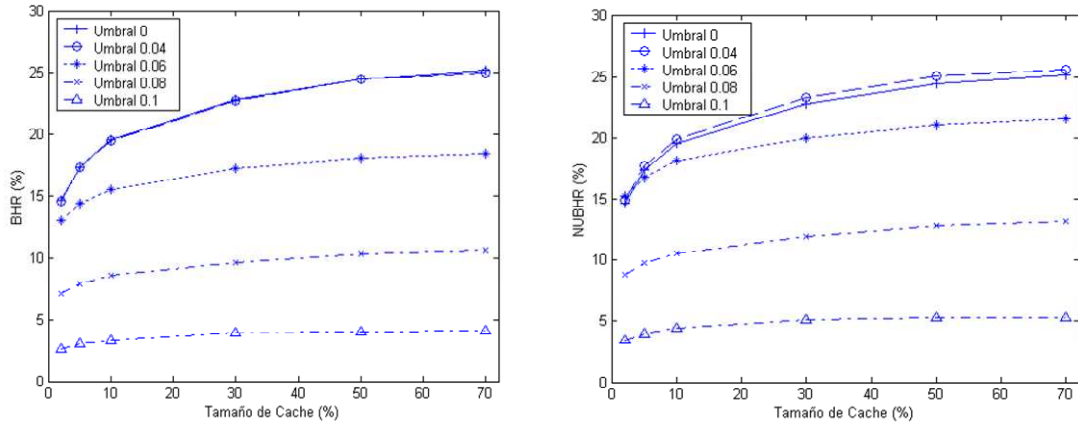 30
25
20
15
10
5
0
BHR (%)
Umbral 0
Umbral 0.04
Umbral 0.06
Umbral 0.08
Umbral 0.1
0 10 20 30 40 50 60 70
Tamaño de Cache (%)
30
25
20
15
10
5
0
NUBHR (%)
Umbral 0
Umbral 0.04
Umbral 0.06
Umbral 0.08
Umbral 0.1
0 10 20 30 40 50 60 70
Tamaño de Cache (%)